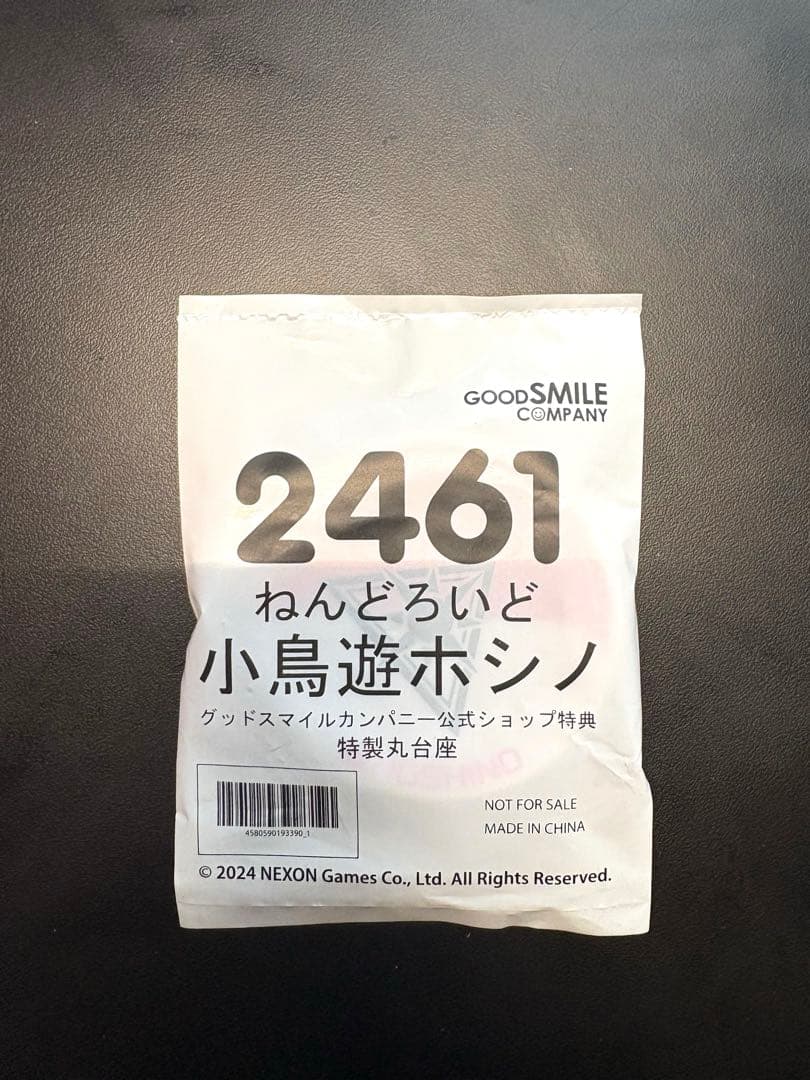 GOODSMILE
COMPANY
2461
ねんどろいど
小鳥遊ホシノ
グッドスマイルカンパニー公式ショップ特典
特製丸台座
4580590193390_1
NOT FOR SALE
MADE IN CHINA
© 2024 NEXON Games Co., Ltd. All Rights Reserved.